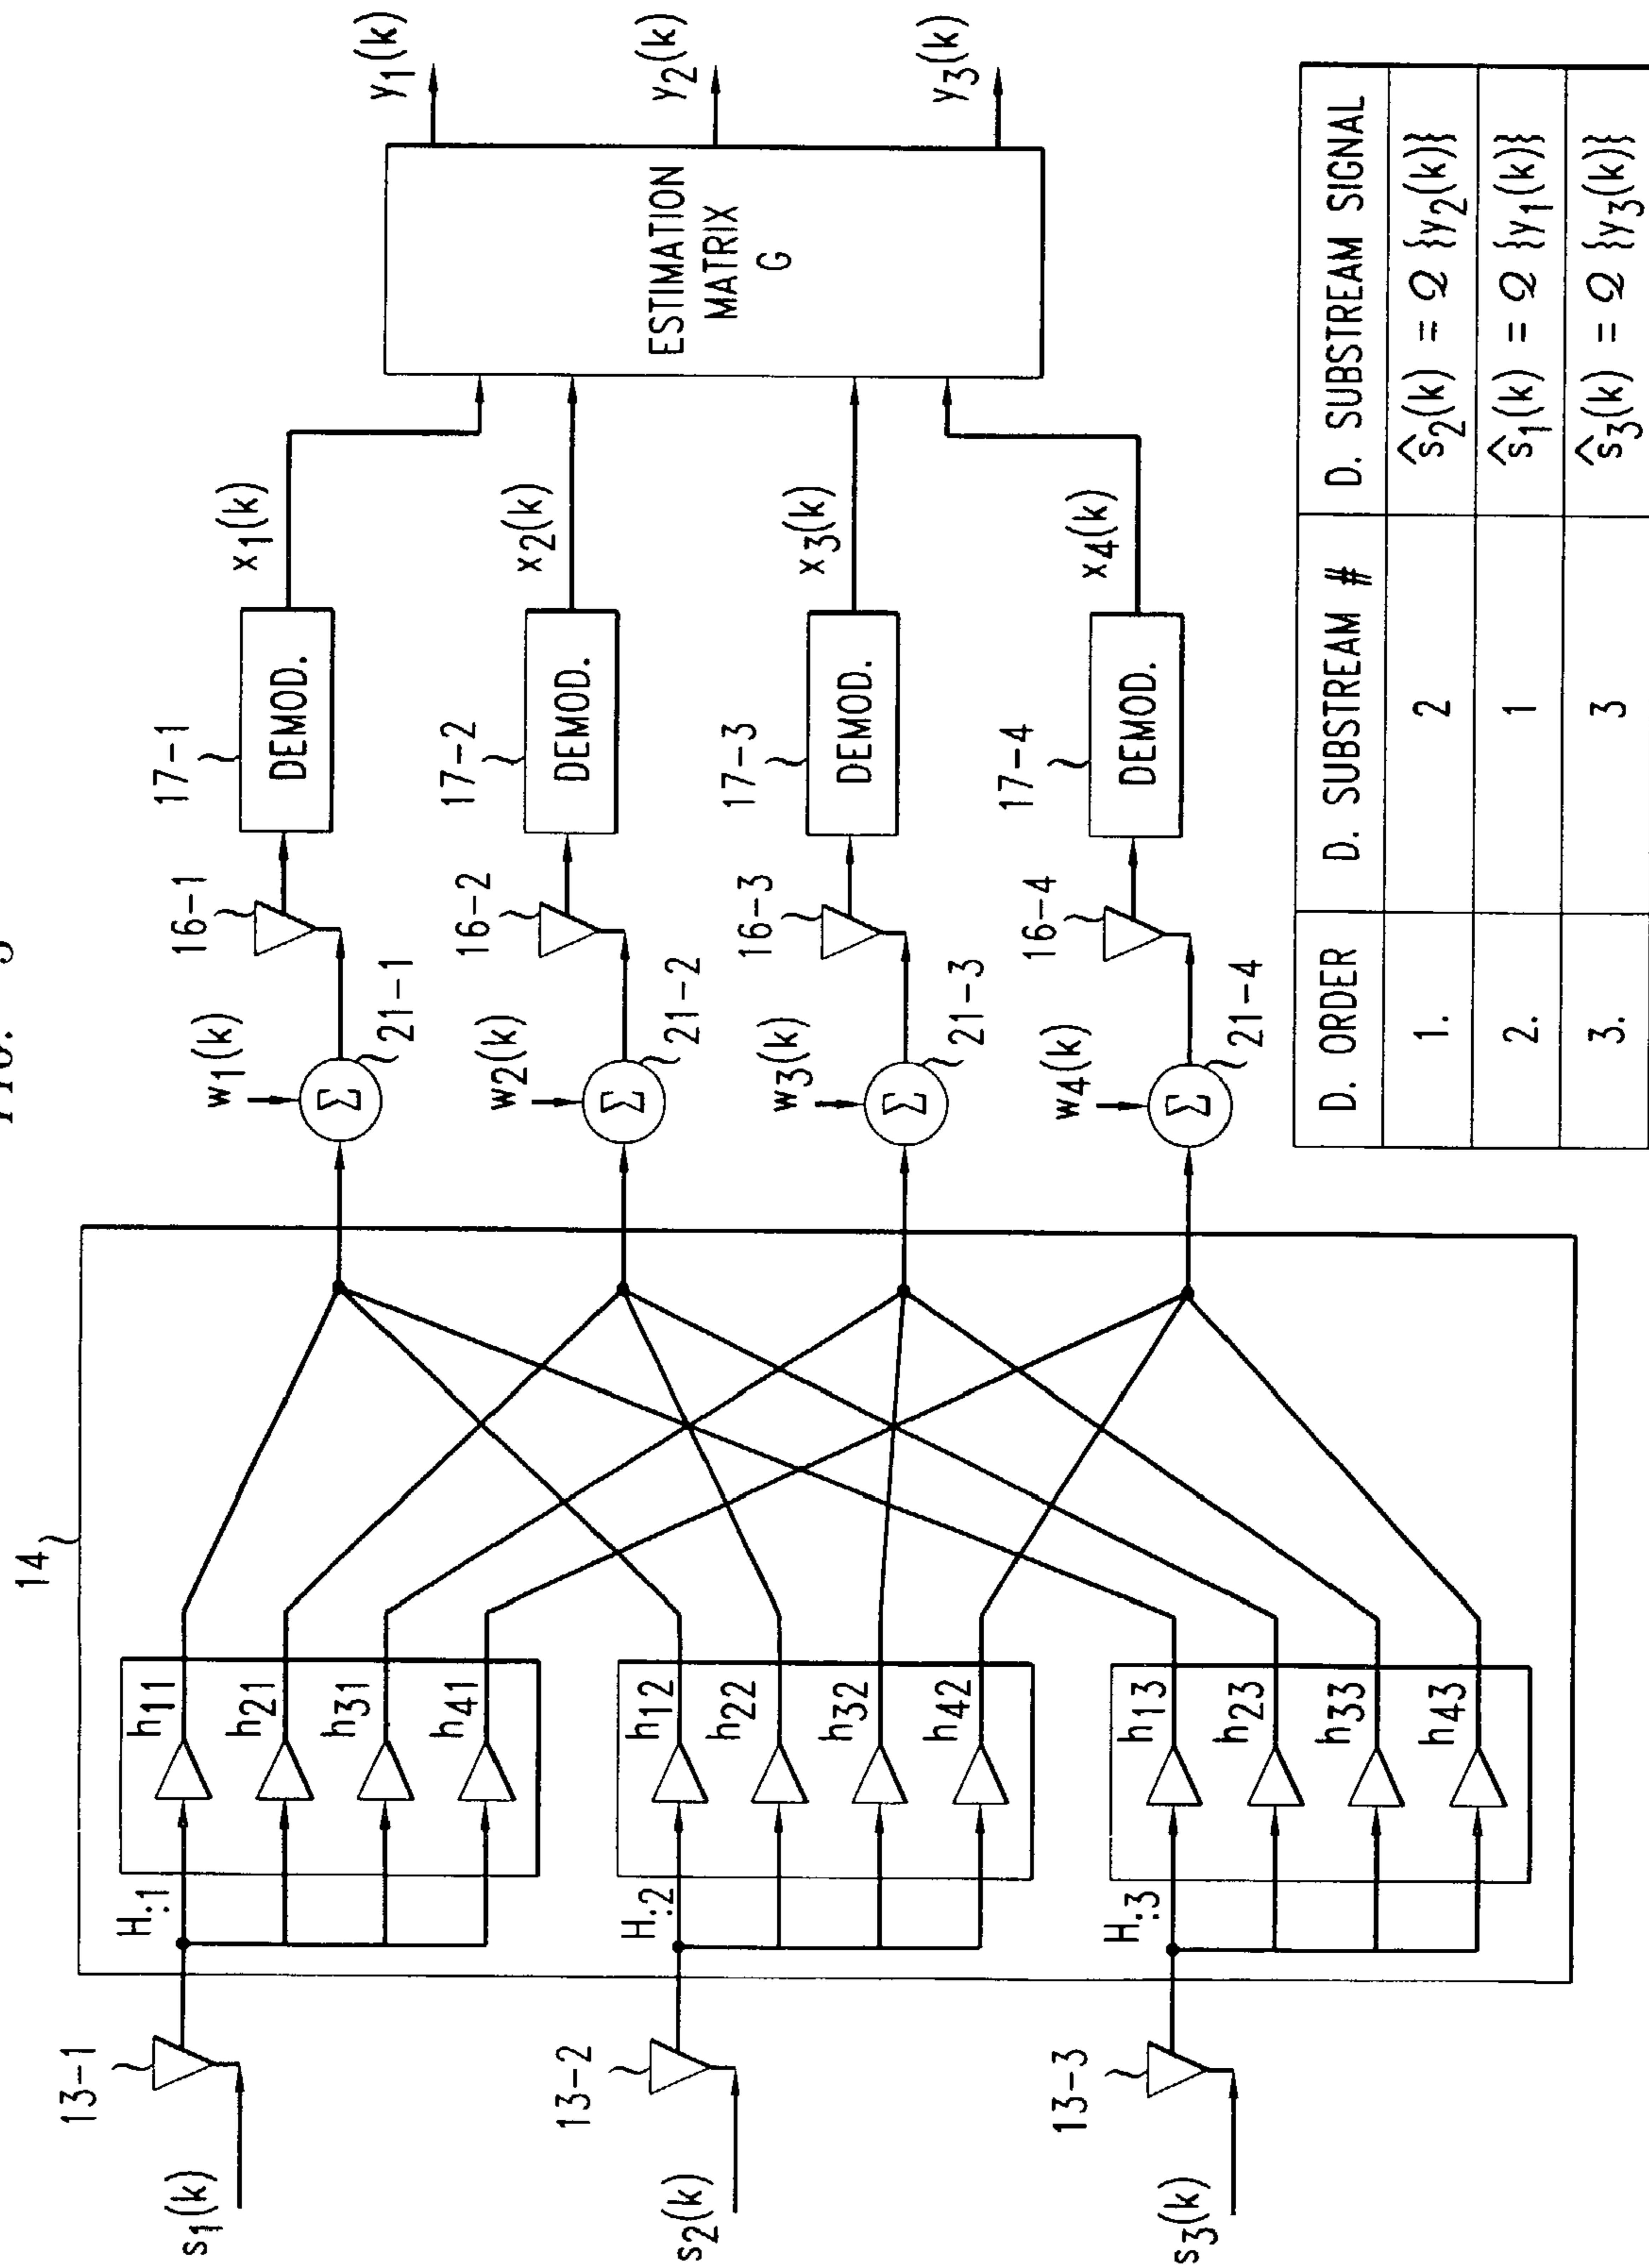 FIG. 3
14
13-1
s1(k)
H:1
h11
h21
h31
h41
13-2
s2(k)
H:2
h12
h22
h32
h42
13-3
s3(k)
H:3
h13
h23
h33
h43
w1(k)
Σ
21-1
16-1
17-1
DEMOD.
x1(k)
w2(k)
Σ
21-2
16-2
17-2
DEMOD.
x2(k)
w3(k)
Σ
21-3
16-3
17-3
DEMOD.
x3(k)
w4(k)
Σ
21-4
16-4
17-4
DEMOD.
x4(k)
ESTIMATION
MATRIX
G
y1(k)
y2(k)
y3(k)
D. ORDER D. SUBSTREAM # D. SUBSTREAM SIGNAL
1. 2 ŝ2(k) = Q {y2(k)}
2. 1 ŝ1(k) = Q {y1(k)}
3. 3 ŝ3(k) = Q {y3(k)}